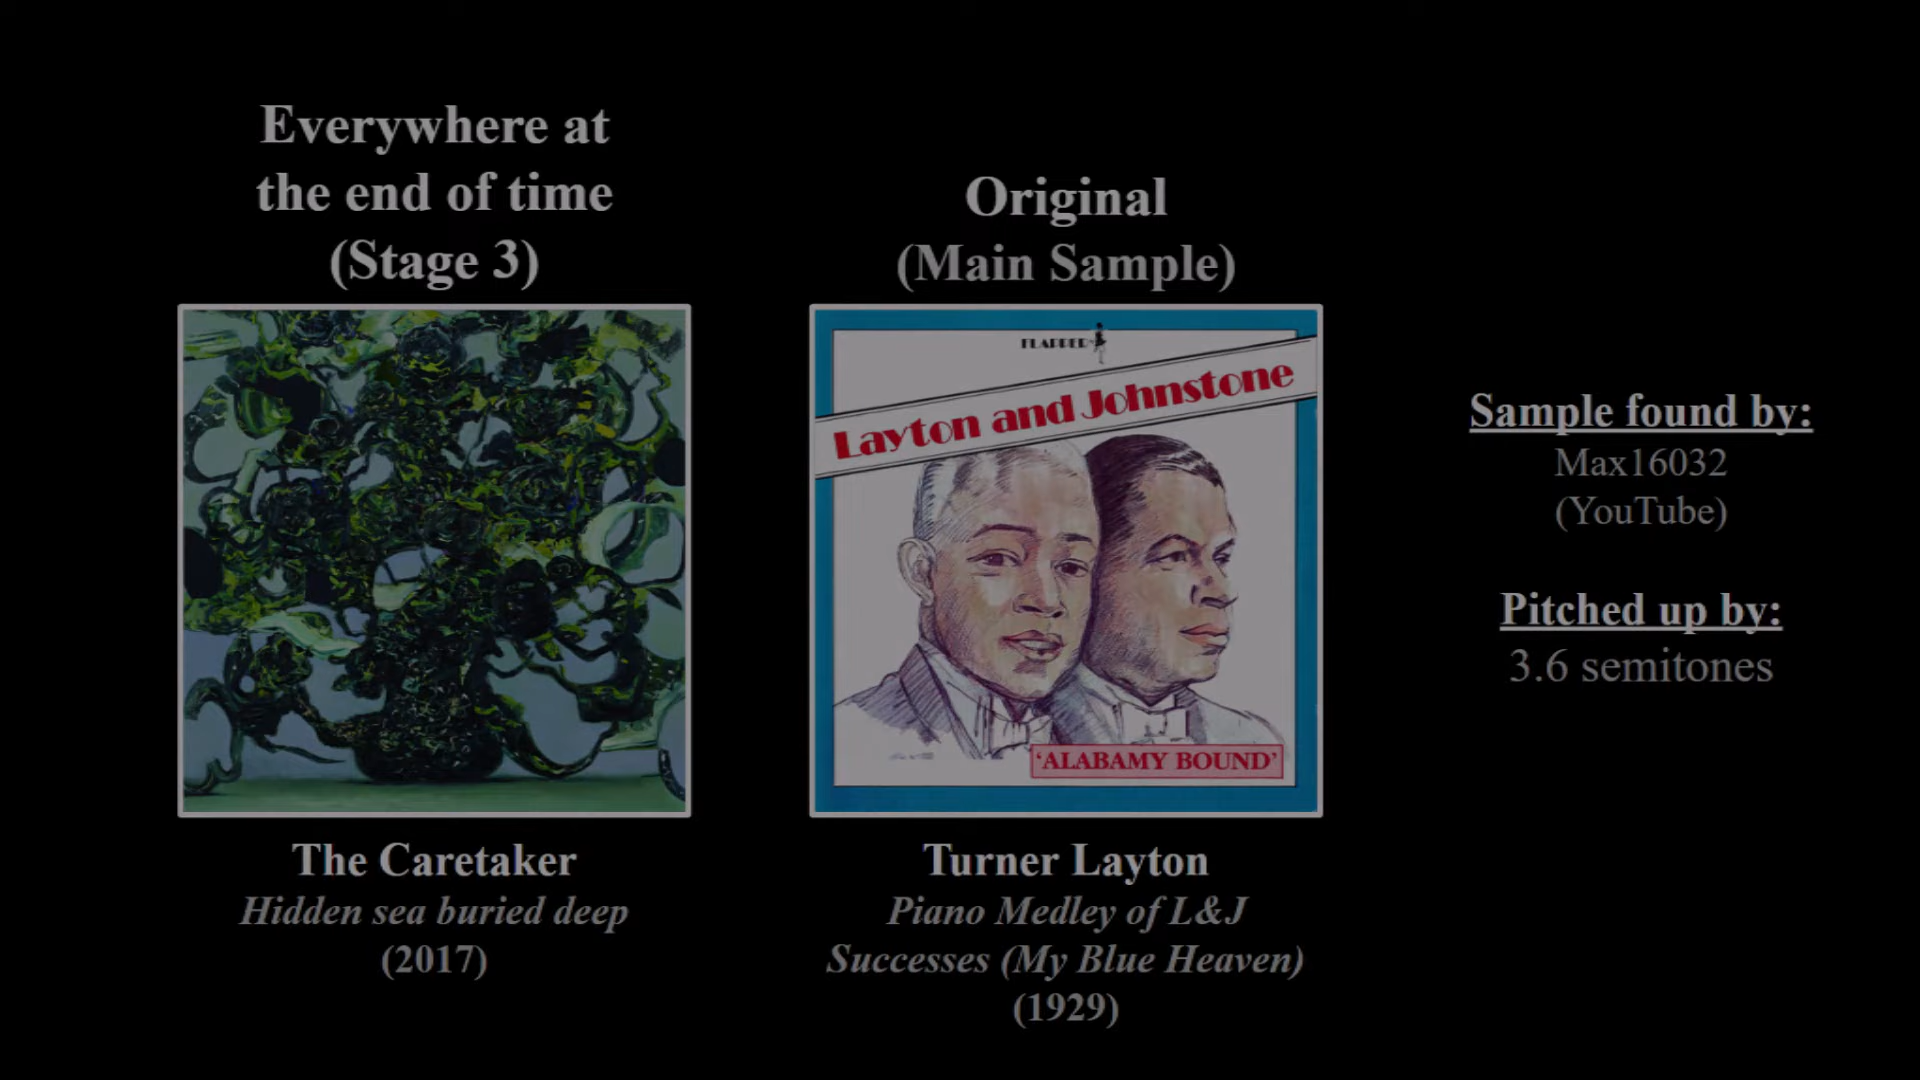 Everywhere at
the end of time
(Stage 3)
Original
(Main Sample)
FLAPPER
Layton and Johnstone
'ALABAMY BOUND'
The Caretaker
Hidden sea buried deep
(2017)
Turner Layton
Piano Medley of L&J
Successes (My Blue Heaven)
(1929)
Sample found by:
Max16032
(YouTube)
Pitched up by:
3.6 semitones